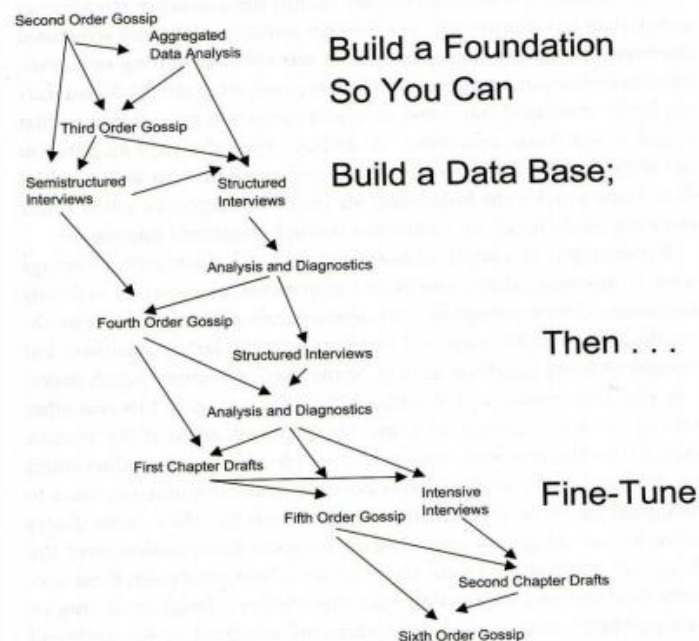 Second Order Gossip
Aggregated
Data Analysis
Build a Foundation
So You Can
Third Order Gossip
Semistructured
Interviews
Structured
Interviews
Build a Data Base;
Analysis and Diagnostics
Fourth Order Gossip
Structured Interviews
Then . . .
Analysis and Diagnostics
First Chapter Drafts
Intensive
Interviews
Fine-Tune
Fifth Order Gossip
Second Chapter Drafts
Sixth Order Gossip